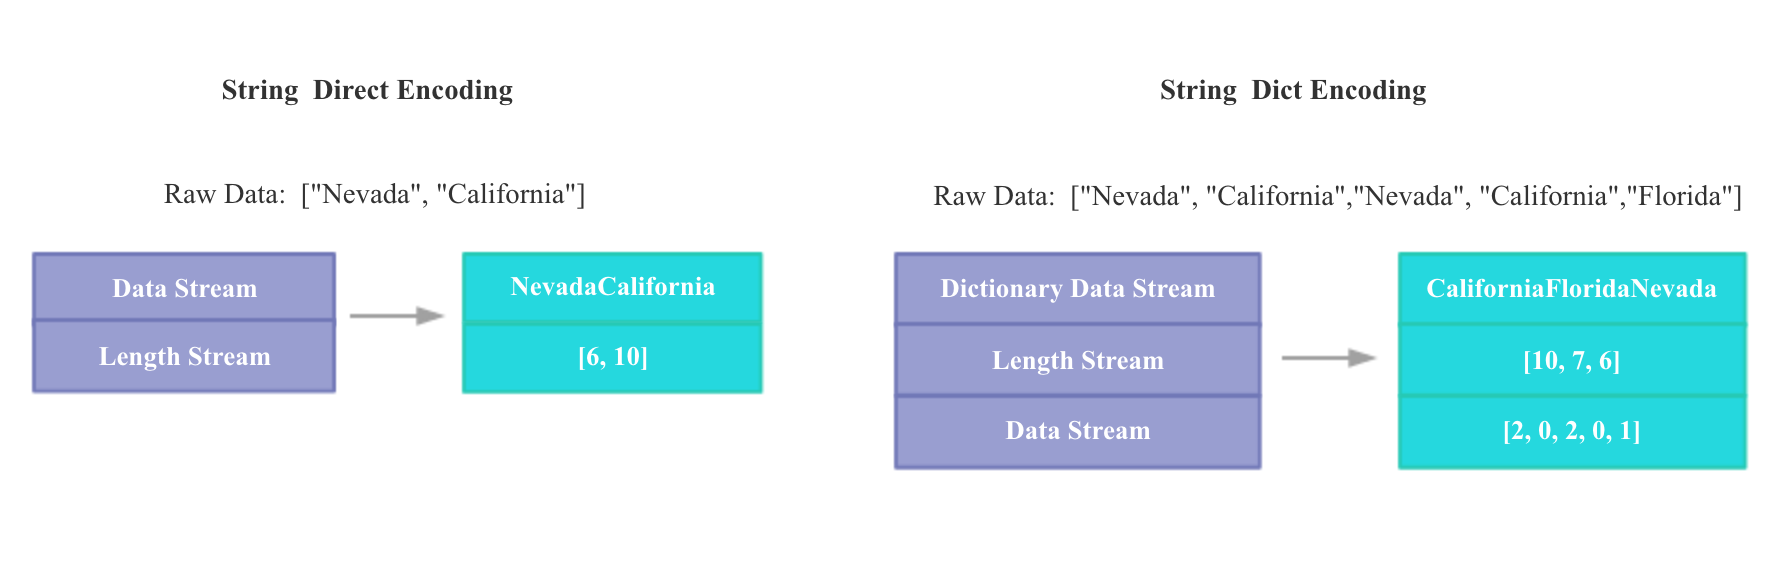 String  Direct Encoding
Raw Data:  ["Nevada", "California"]
Data Stream
NevadaCalifornia
Length Stream
[6, 10]
String  Dict Encoding
Raw Data:  ["Nevada", "California","Nevada", "California","Florida"]
Dictionary Data Stream
CaliforniaFloridaNevada
Length Stream
[10, 7, 6]
Data Stream
[2, 0, 2, 0, 1]